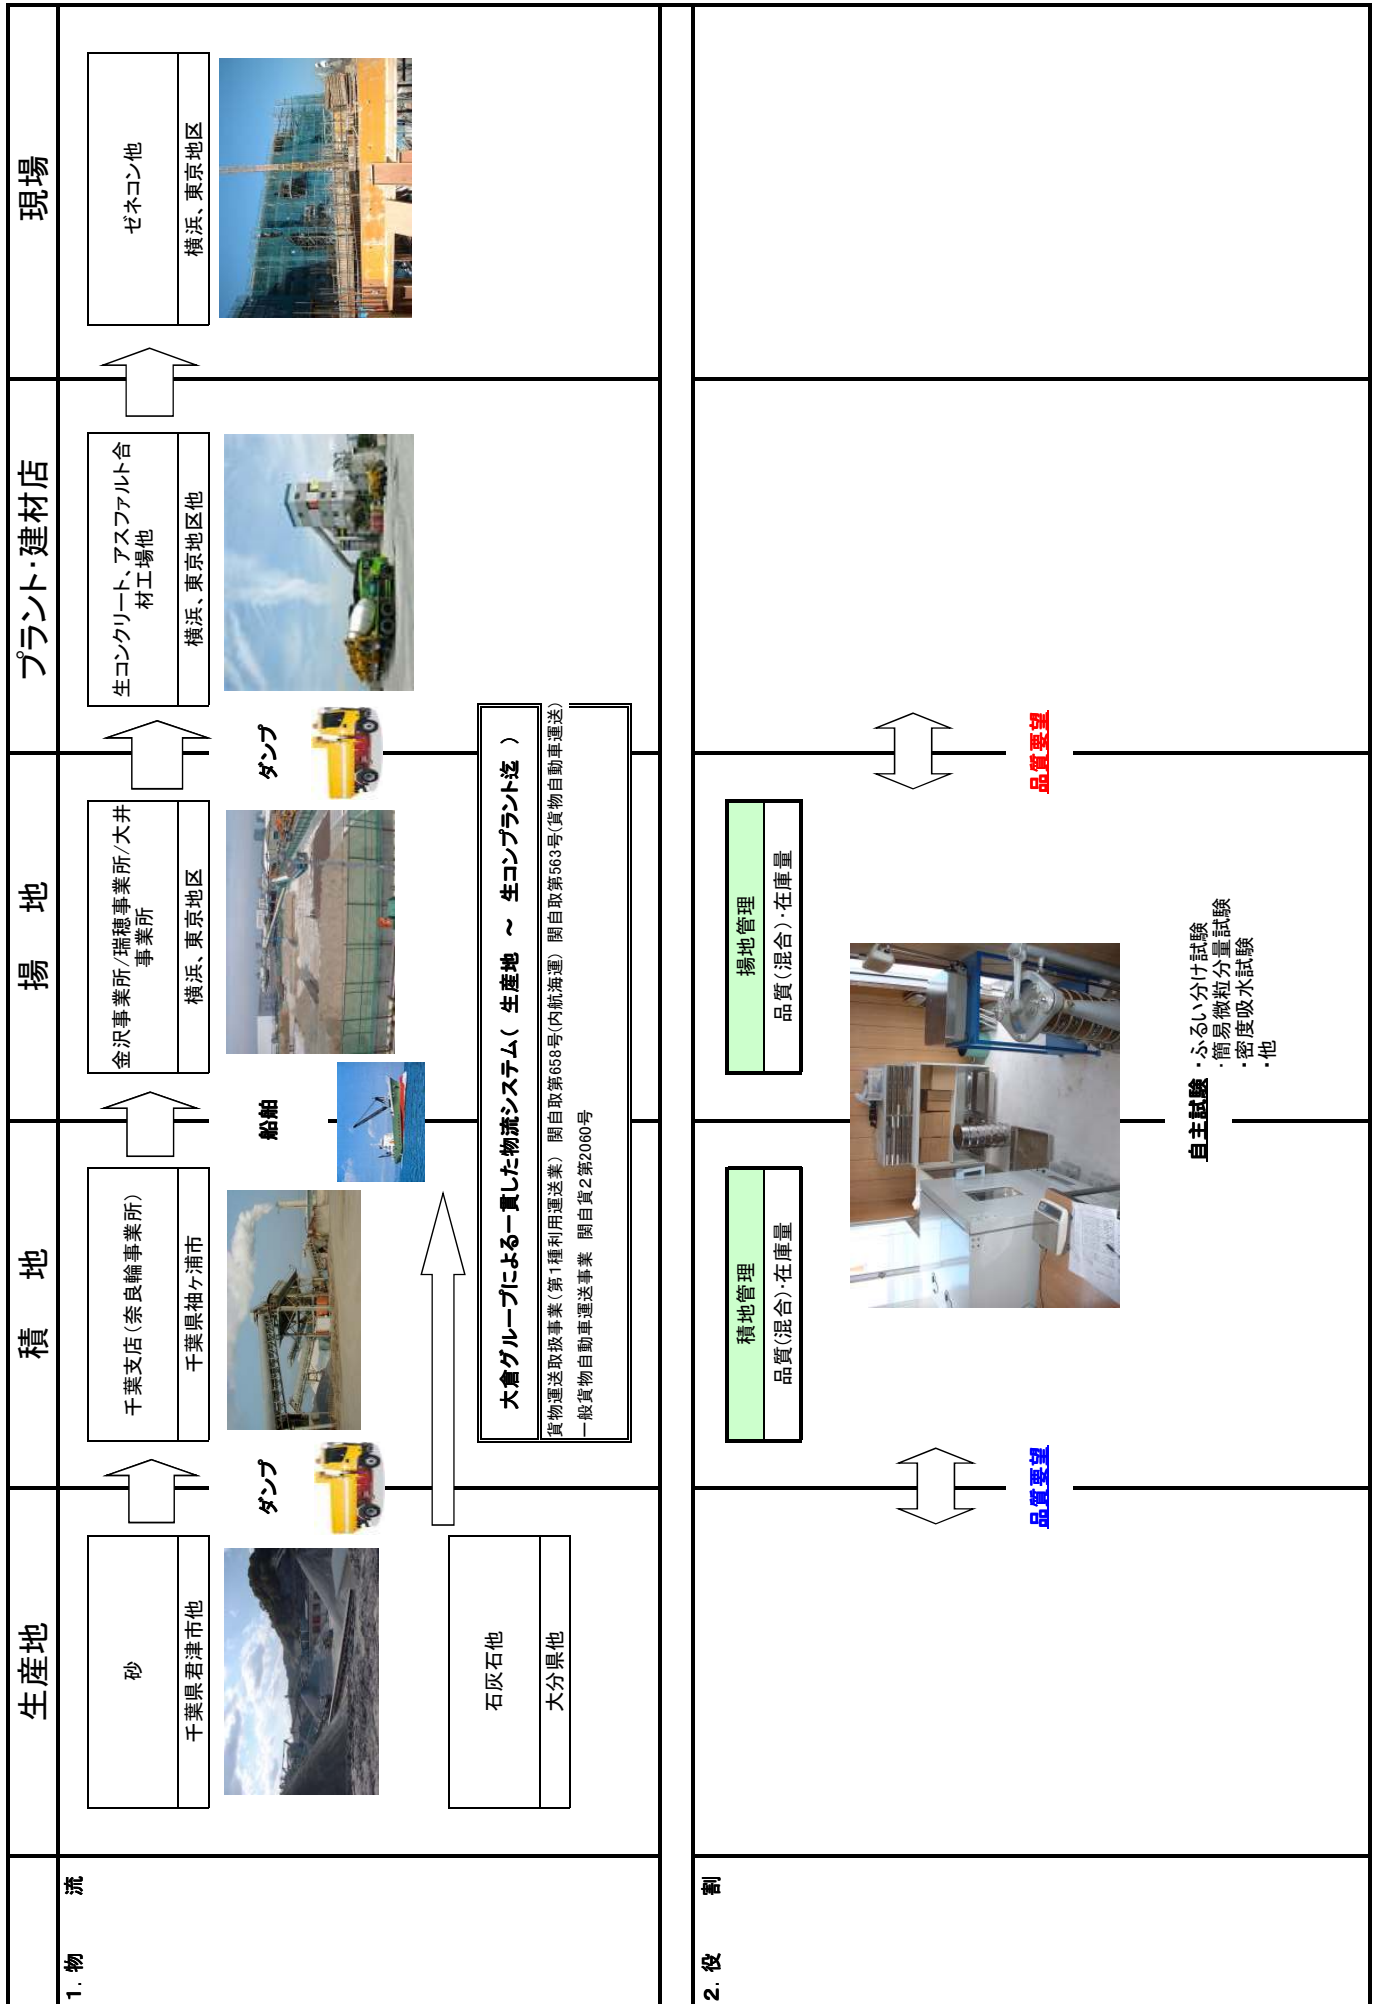 生産地
積　地
揚　地
プラント・建材店
現場
1. 物　流
砂
千葉県君津市他
千葉支店(奈良輪事業所)
千葉県袖ヶ浦市
金沢事業所/瑞穂事業所/大井
事業所
横浜、東京地区
生コンクリート、アスファルト合
材工場他
横浜、東京地区他
ゼネコン他
横浜、東京地区
ダンプ
船舶
ダンプ
石灰石他
大分県他
大倉グループによる一貫した物流システム( 生産地 ～ 生コンプラント迄 )
貨物運送取扱事業(第1種利用運送業) 関自取第658号(内航海運) 関自取第563号(貨物自動車運送)
一般貨物自動車運送事業 関自貨2第2060号
2. 役　割
積地管理
品質(混合)・在庫量
揚地管理
品質(混合)・在庫量
品質要望
品質要望
自主試験 ・ふるい分け試験
・簡易微粒分量試験
・密度吸水試験
・他